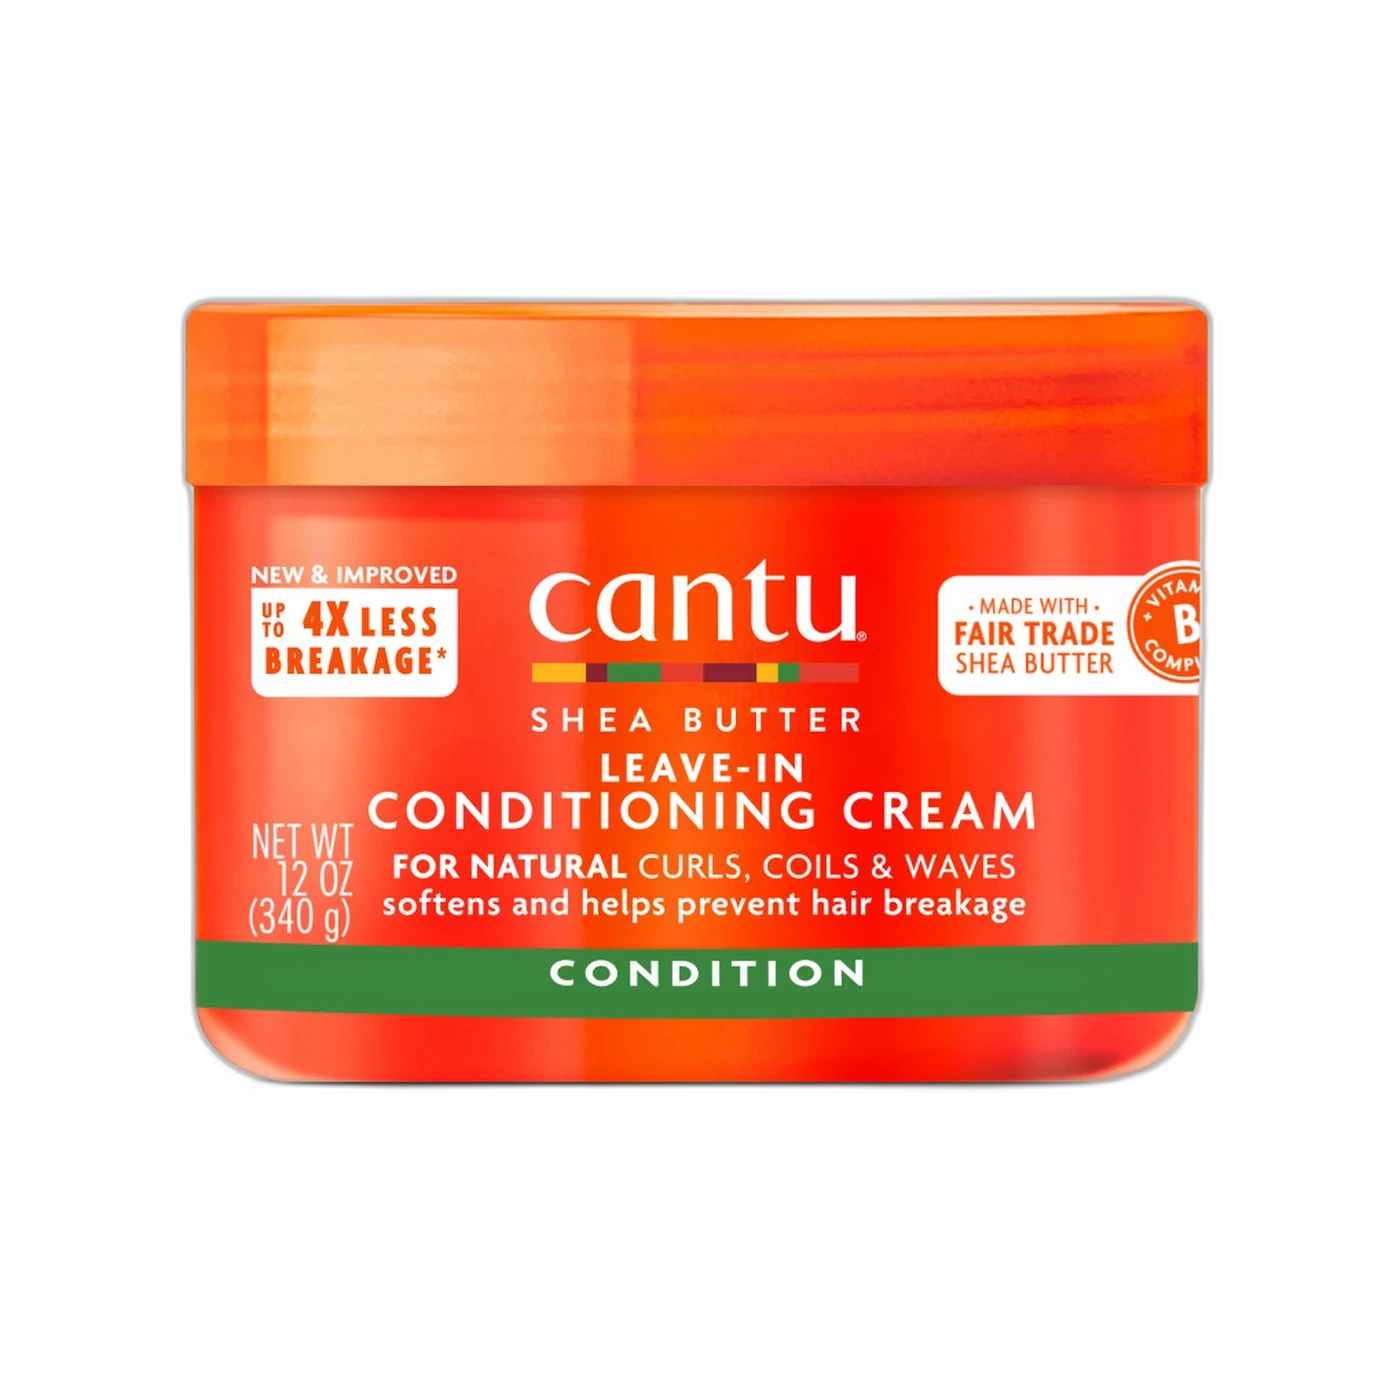 NEW & IMPROVED
UP TO 4X LESS
BREAKAGE*
cantu®
SHEA BUTTER
LEAVE-IN
CONDITIONING CREAM
FOR NATURAL CURLS, COILS & WAVES
softens and helps prevent hair breakage
NET WT
12 OZ
(340 g)
• MADE WITH •
FAIR TRADE
SHEA BUTTER
B
CONDITION